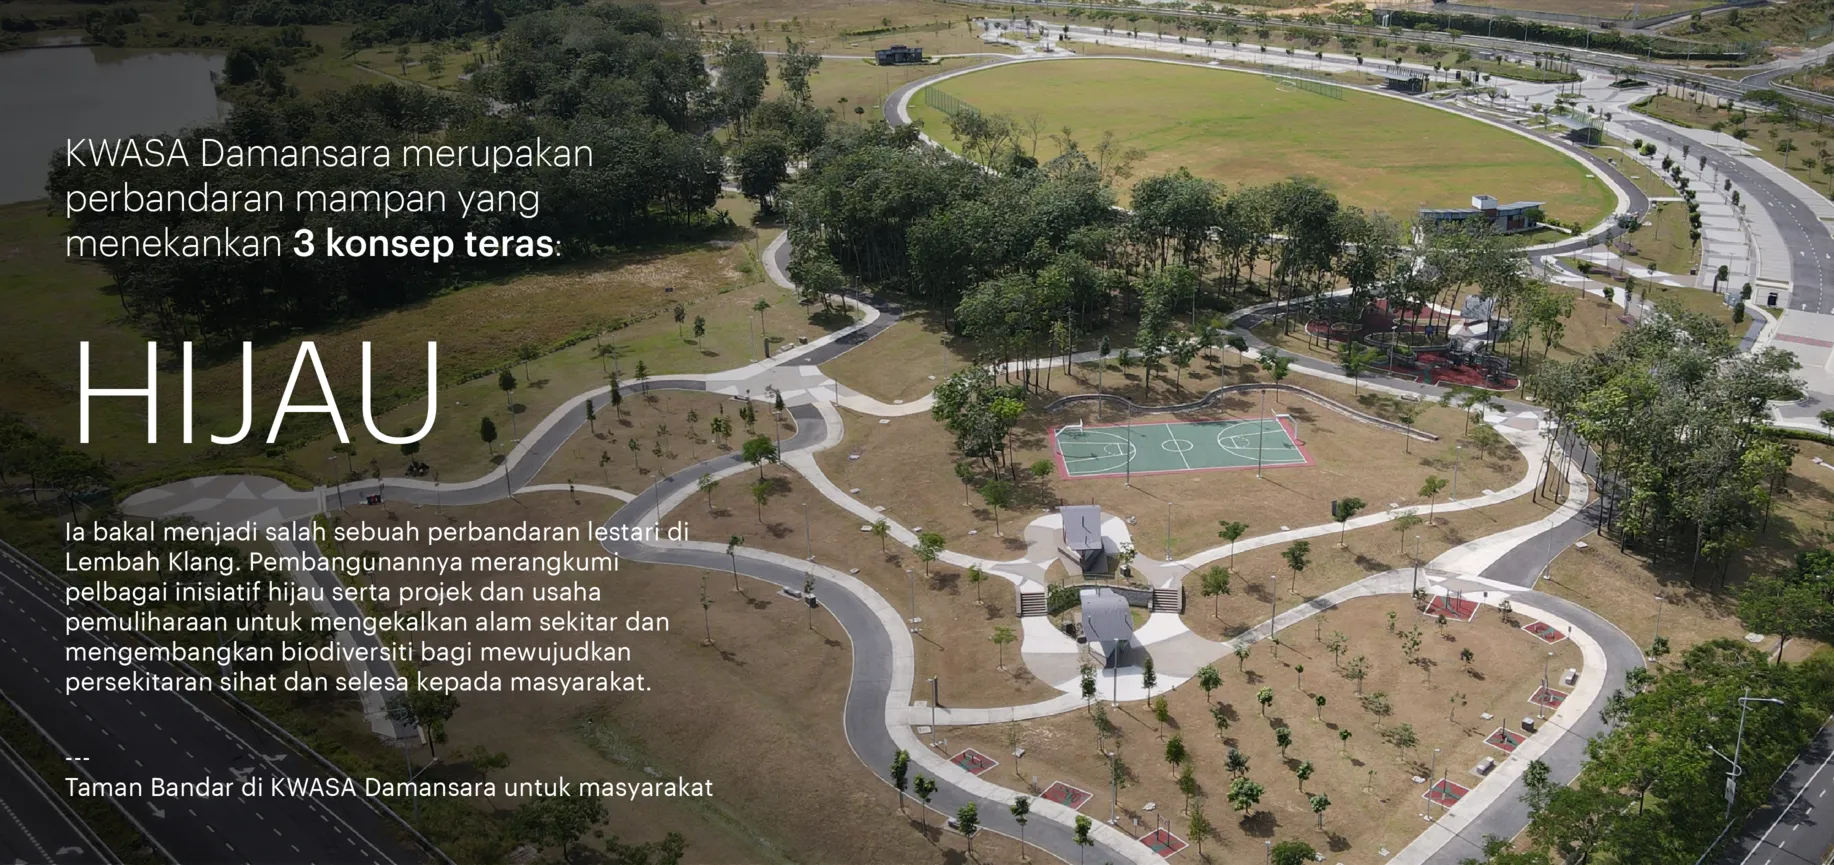 KWASA Damansara merupakan
perbandaran mampan yang
menekankan 3 konsep teras:
HIJAU
Ia bakal menjadi salah sebuah perbandaran lestari di
Lembah Klang. Pembangunannya merangkumi
pelbagai inisiatif hijau serta projek dan usaha
pemuliharaan untuk mengekalkan alam sekitar dan
mengembangkan biodiversiti bagi mewujudkan
persekitaran sihat dan selesa kepada masyarakat.
---
Taman Bandar di KWASA Damansara untuk masyarakat